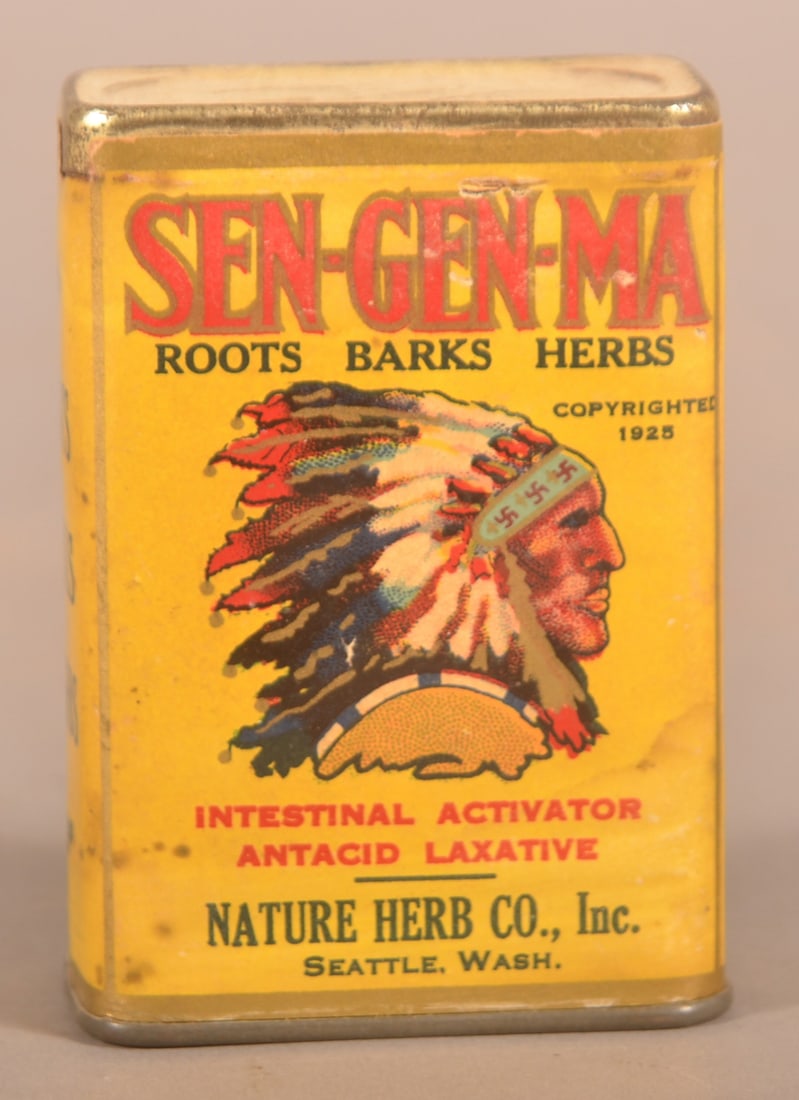 SEN-GEN-MA
ROOTS BARKS HERBS
COPYRIGHTED
1925
INTESTINAL ACTIVATOR
ANTACID LAXATIVE
NATURE HERB CO., Inc.
SEATTLE, WASH.